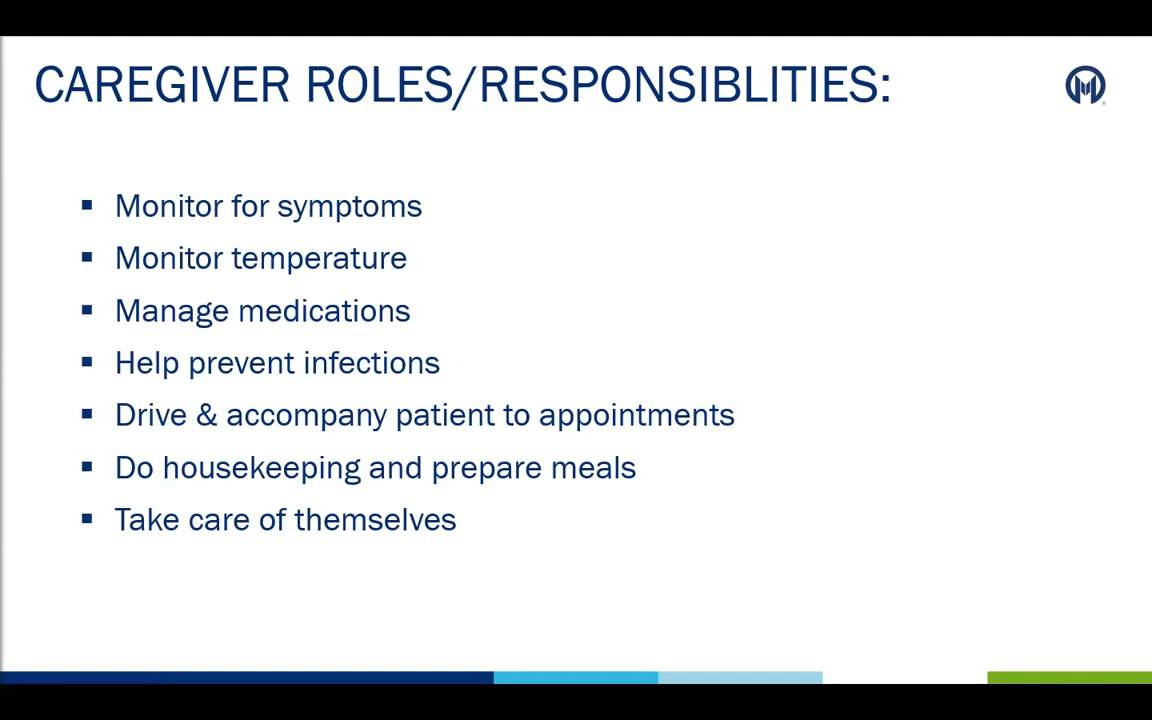 CAREGIVER ROLES/RESPONSIBLITIES:
▪ Monitor for symptoms
▪ Monitor temperature
▪ Manage medications
▪ Help prevent infections
▪ Drive & accompany patient to appointments
▪ Do housekeeping and prepare meals
▪ Take care of themselves